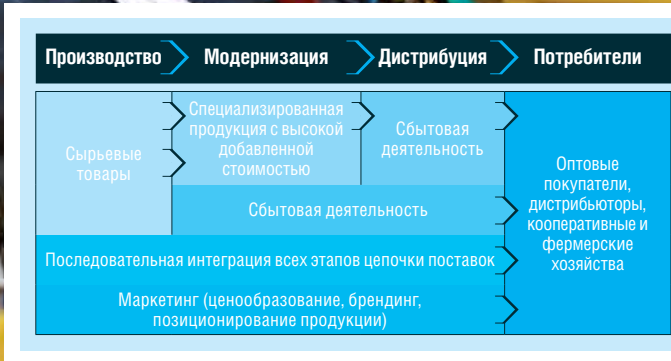 Производство
Модернизация
Дистрибуция
Потребители
Сырьевые
товары
Специализированная
продукция с высокой
добавленной
стоимостью
Сбытовая
деятельность
Сбытовая деятельность
Последовательная интеграция всех этапов цепочки поставок
Маркетинг (ценообразование, брендинг,
позиционирование продукции)
Оптовые
покупатели,
дистрибьюторы,
кооперативные и
фермерские
хозяйства